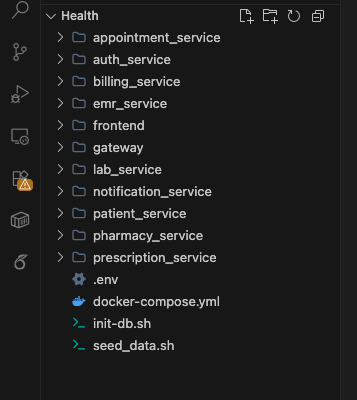 Health
appointment_service
auth_service
billing_service
emr_service
frontend
gateway
lab_service
notification_service
patient_service
pharmacy_service
prescription_service
.env
docker-compose.yml
init-db.sh
seed_data.sh